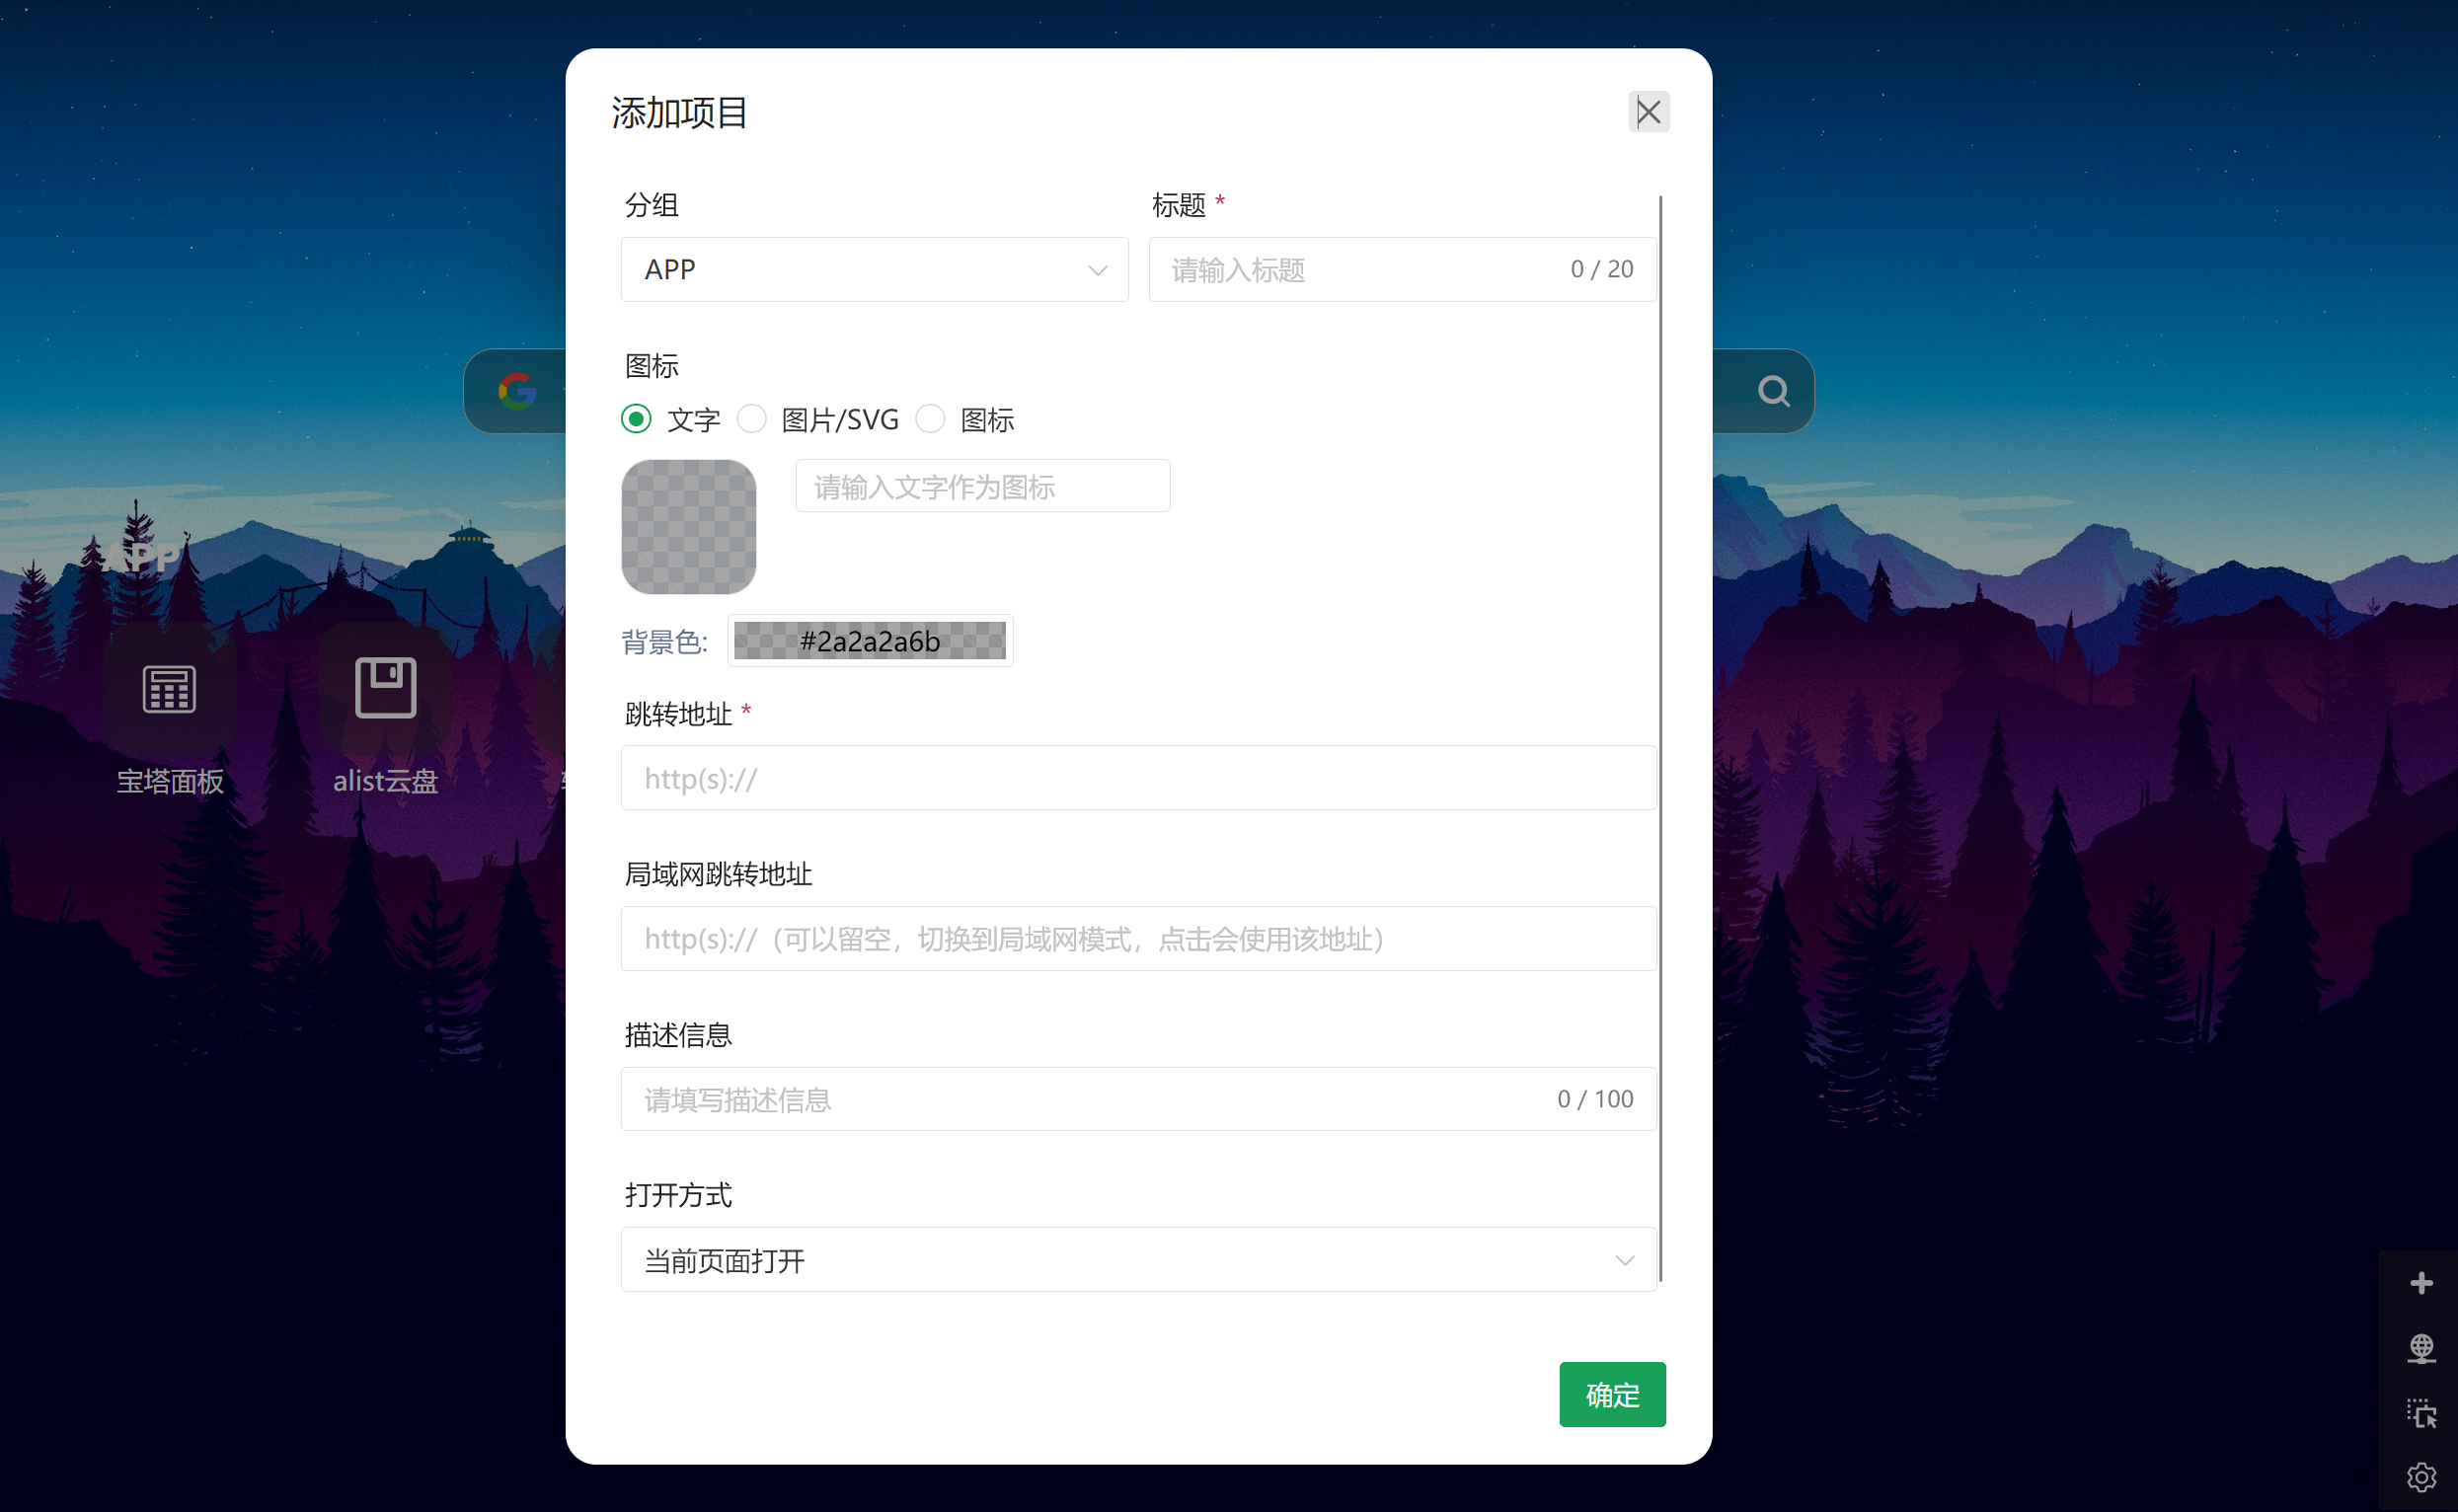 添加项目
分组
标题 *
APP
请输入标题
0 / 20
图标
文字
图片/SVG
图标
请输入文字作为图标
背景色:
#2a2a2a6b
跳转地址 *
http(s)://
局域网跳转地址
http(s)://（可以留空，切换到局域网模式，点击会使用该地址）
描述信息
请填写描述信息
0 / 100
打开方式
当前页面打开
确定
APP
宝塔面板
alist云盘